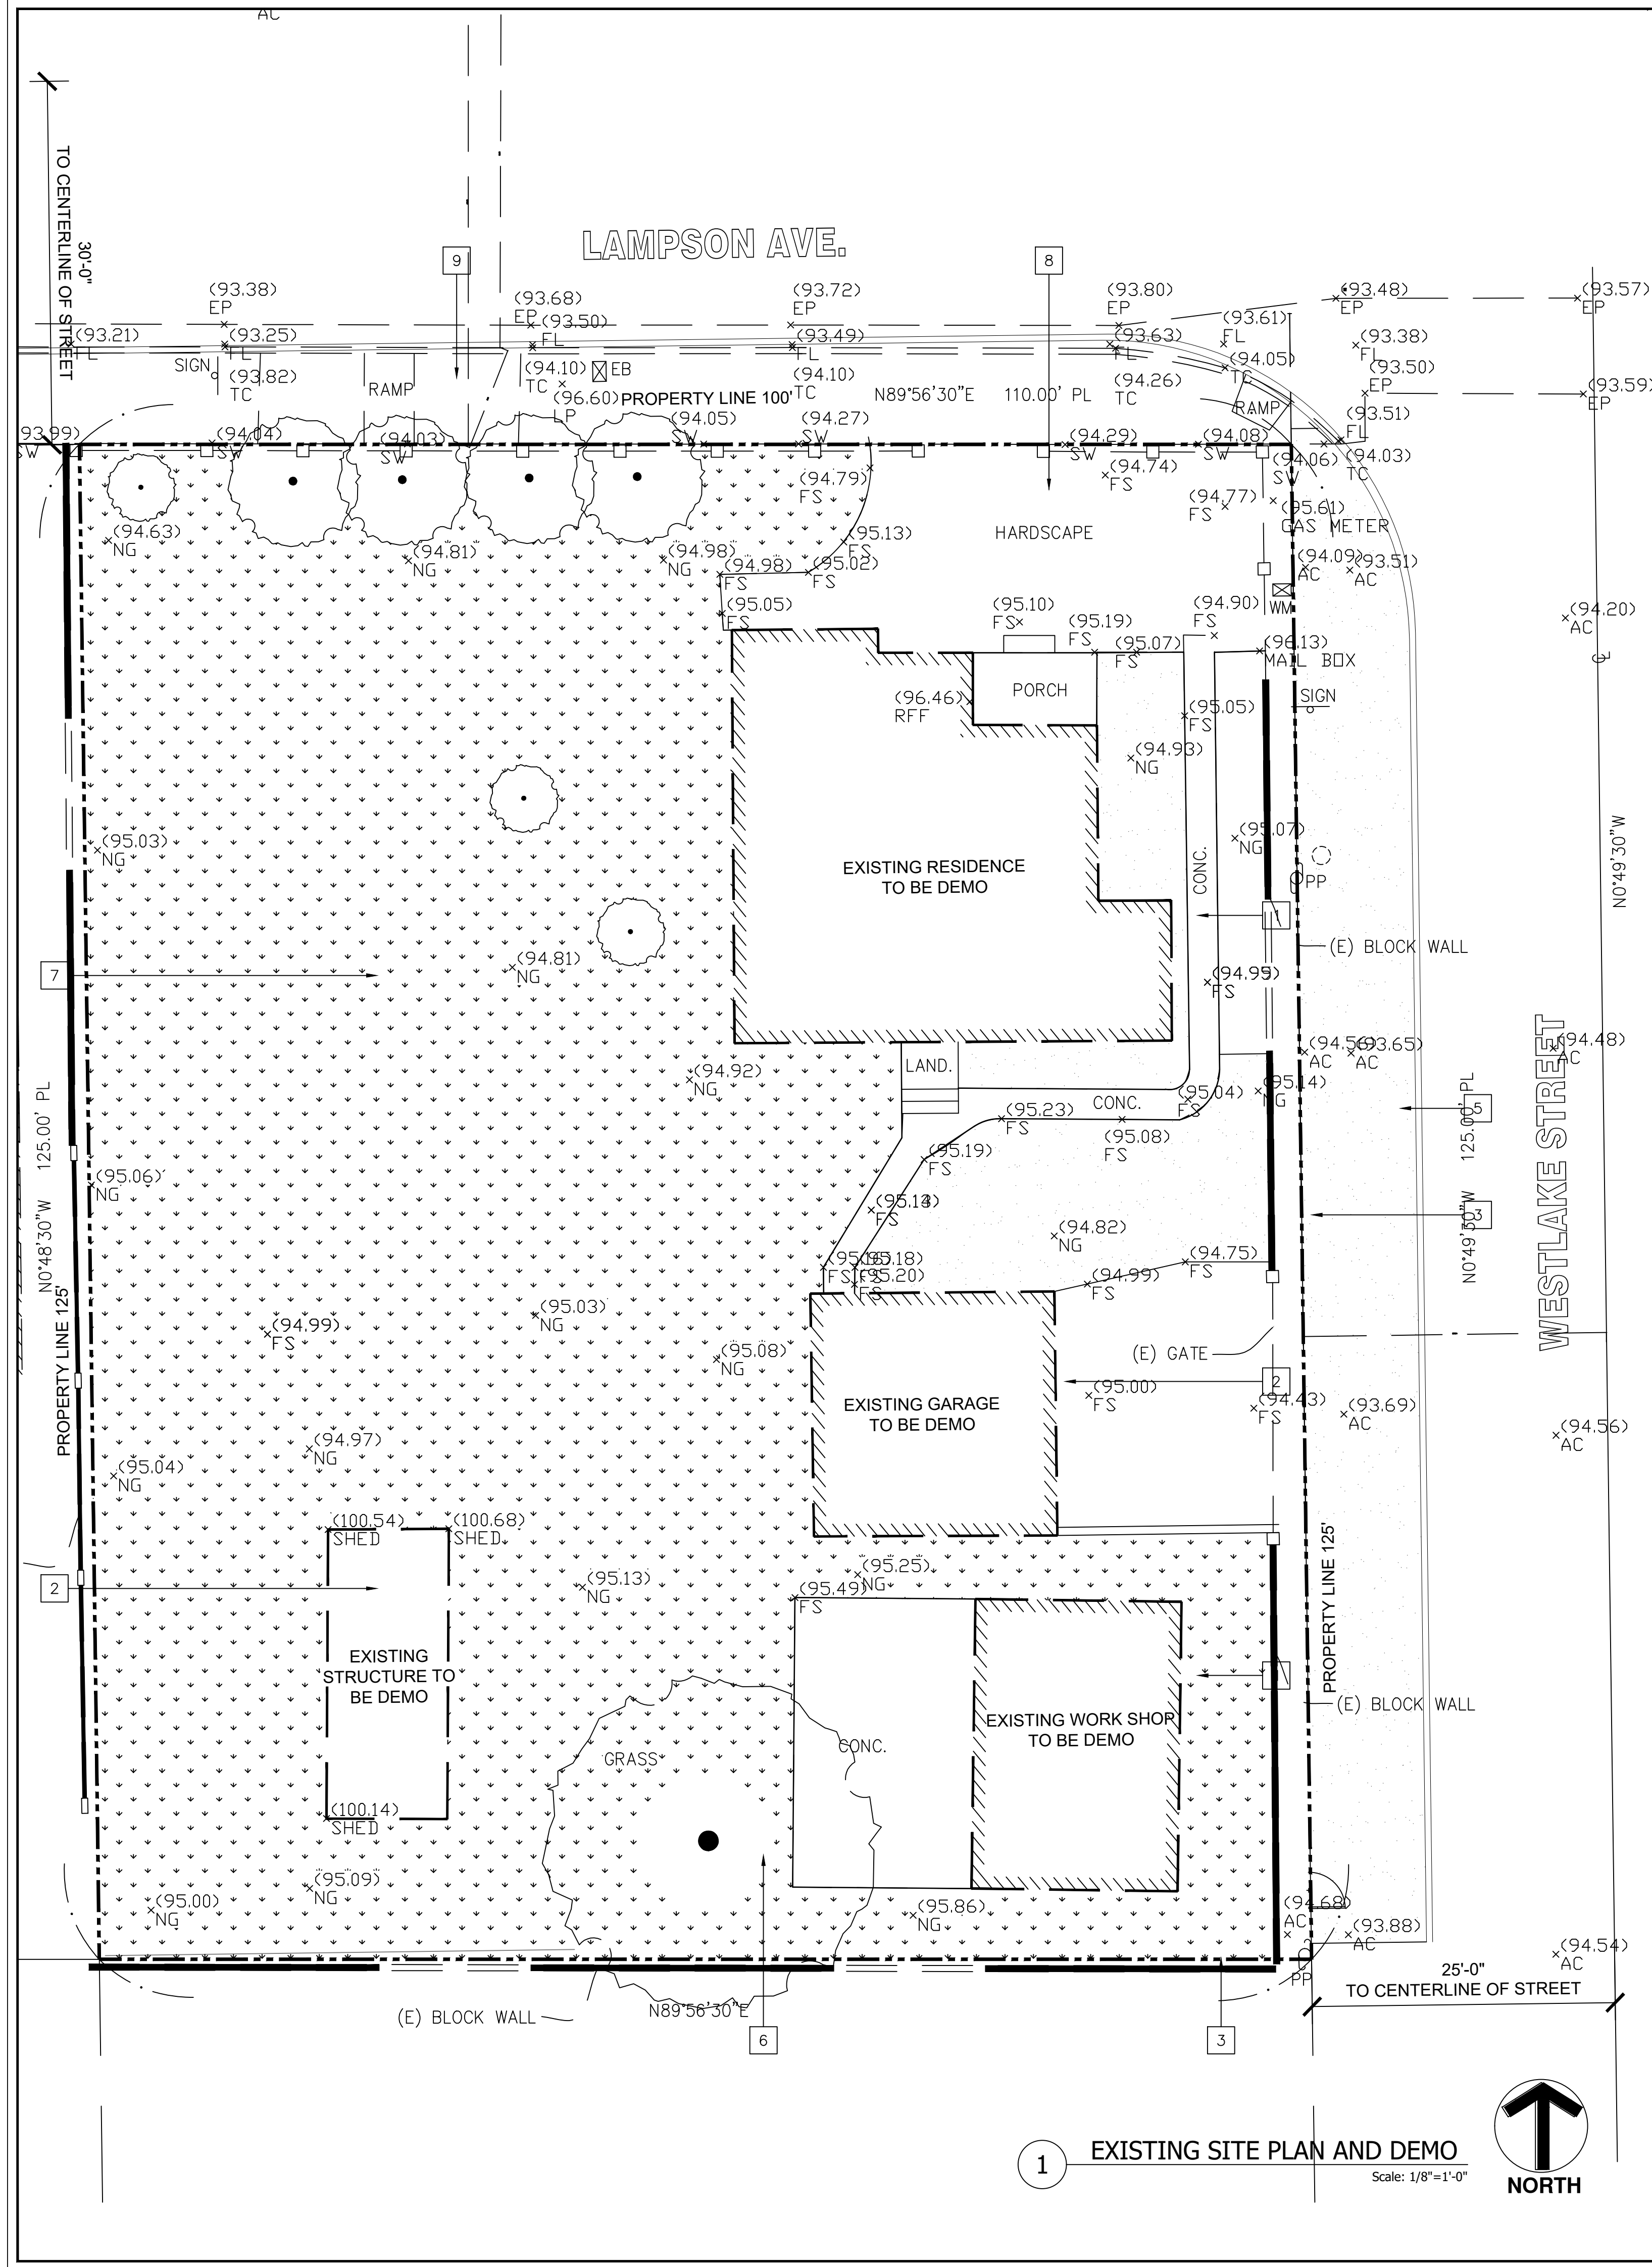 AC
TO CENTERLINE OF STREET
30'-0"
LAMPSON AVE.
9
8
(93.38)
EP
(93.68)
EP
(93.72)
EP
(93.80)
EP
(93.48)
EP
(93.57)
EP
(93.21)
FL
(93.25)
FL
(93.50)
FL
(93.49)
FL
(93.63)
FL
(93.61)
FL
(93.38)
FL
SIGN
(93.82)
TC
RAMP
(94.10)
TC
EB
(96.60)
LP
PROPERTY LINE 100'
(94.10)
TC
N89°56'30"E 110.00' PL
(94.26)
TC
(94.05)
TC
RAMP
(93.50)
EP
(93.59)
EP
(93.51)
FL
93.99)
SW
(94.04)
SW
(94.03)
SW
(94.05)
SW
(94.27)
SW
(94.29)
SW
(94.08)
SW
(94.06)
SW
(94.03)
TC
(94.79)
FS
(94.74)
FS
(94.77)
FS
(95.61)
GAS METER
(94.63)
NG
(94.81)
NG
(94.98)
NG
(94.98)
FS
(95.02)
FS
(95.13)
FS
HARDSCAPE
(94.09)
AC
(93.51)
AC
WM
(95.05)
FS
(95.10)
FS
(95.19)
FS
(95.07)
FS
(94.90)
FS
(96.13)
MAIL BOX
(94.20)
AC
PORCH
(96.46)
RFF
SIGN
(95.05)
FS
(94.93)
NG
(95.03)
NG
EXISTING RESIDENCE
TO BE DEMO
CONC.
(95.07)
NG
PP
N0°49'30"W
1
(E) BLOCK WALL
7
(94.81)
NG
FS
(94.92)
NG
LAND.
CONC.
(95.04)
FS
(95.14)
NG
AC
(93.65)
AC
(94.48)
AC
(95.23)
FS
(95.08)
FS
(95.19)
FS
5
125.00' PL
N0°49'30"W
3
WESTLAKE STREET
N0°48'30"W 125.00' PL
PROPERTY LINE 125'
(95.06)
NG
FS
(94.82)
NG
(94.75)
FS
FS
(95.18)
FS
(95.20)
FS
(94.99)
FS
(95.03)
NG
(94.99)
FS
(95.08)
NG
(E) GATE
2
EXISTING GARAGE
TO BE DEMO
(95.00)
FS
(94.43)
FS
(93.69)
AC
(94.56)
AC
(94.97)
NG
(95.04)
NG
(100.54)
SHED
(100.68)
SHED
2
(95.13)
NG
(95.25)
NG
(95.49)
FS
PROPERTY LINE 125'
EXISTING
STRUCTURE TO
BE DEMO
(E) BLOCK WALL
EXISTING WORK SHOP
TO BE DEMO
GRASS
CONC.
(100.14)
SHED
(95.09)
NG
(95.00)
NG
(95.86)
NG
(94.68)
AC
(93.88)
AC
(94.54)
AC
PP
25'-0"
TO CENTERLINE OF STREET
(E) BLOCK WALL
N89°56'30"E
6
3
1
EXISTING SITE PLAN AND DEMO
Scale: 1/8"=1'-0"
NORTH